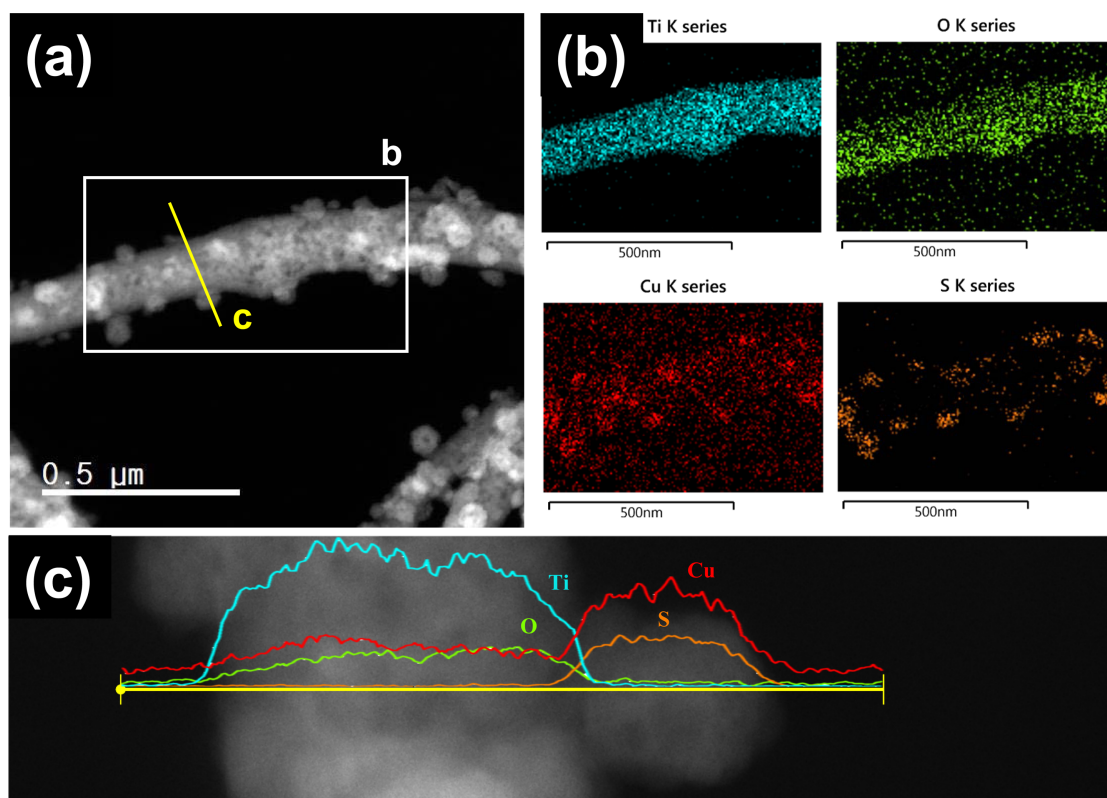 (a)
b
c
0.5 µm
(b)
Ti K series
O K series
500nm
500nm
Cu K series
S K series
500nm
500nm
(c)
Ti
O
Cu
S